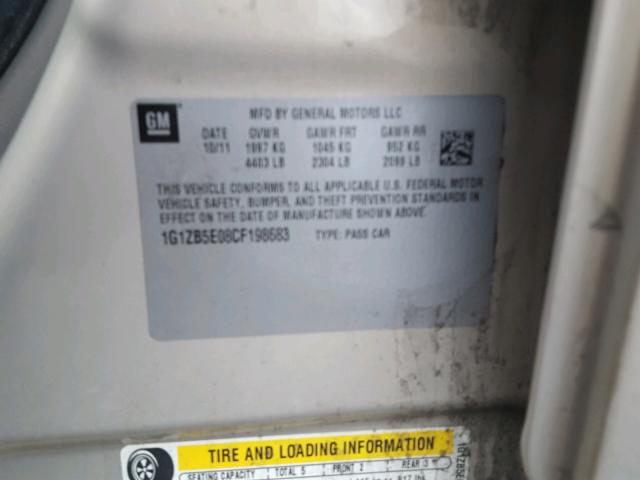 GM
MFD BY GENERAL MOTORS LLC
DATE GVWR GAWR FRT GAWR RR
10/11 1997 KG 1045 KG 952 KG
4403 LB 2304 LB 2099 LB
THIS VEHICLE CONFORMS TO ALL APPLICABLE U.S. FEDERAL MOTOR
VEHICLE SAFETY, BUMPER, AND THEFT PREVENTION STANDARDS IN
EFFECT ON THE DATE OF MANUFACTURE SHOWN ABOVE.
1G1ZB5E08CF198683 TYPE: PASS CAR
TIRE AND LOADING INFORMATION
SEATING CAPACITY TOTAL 5 FRONT 2 REAR 3